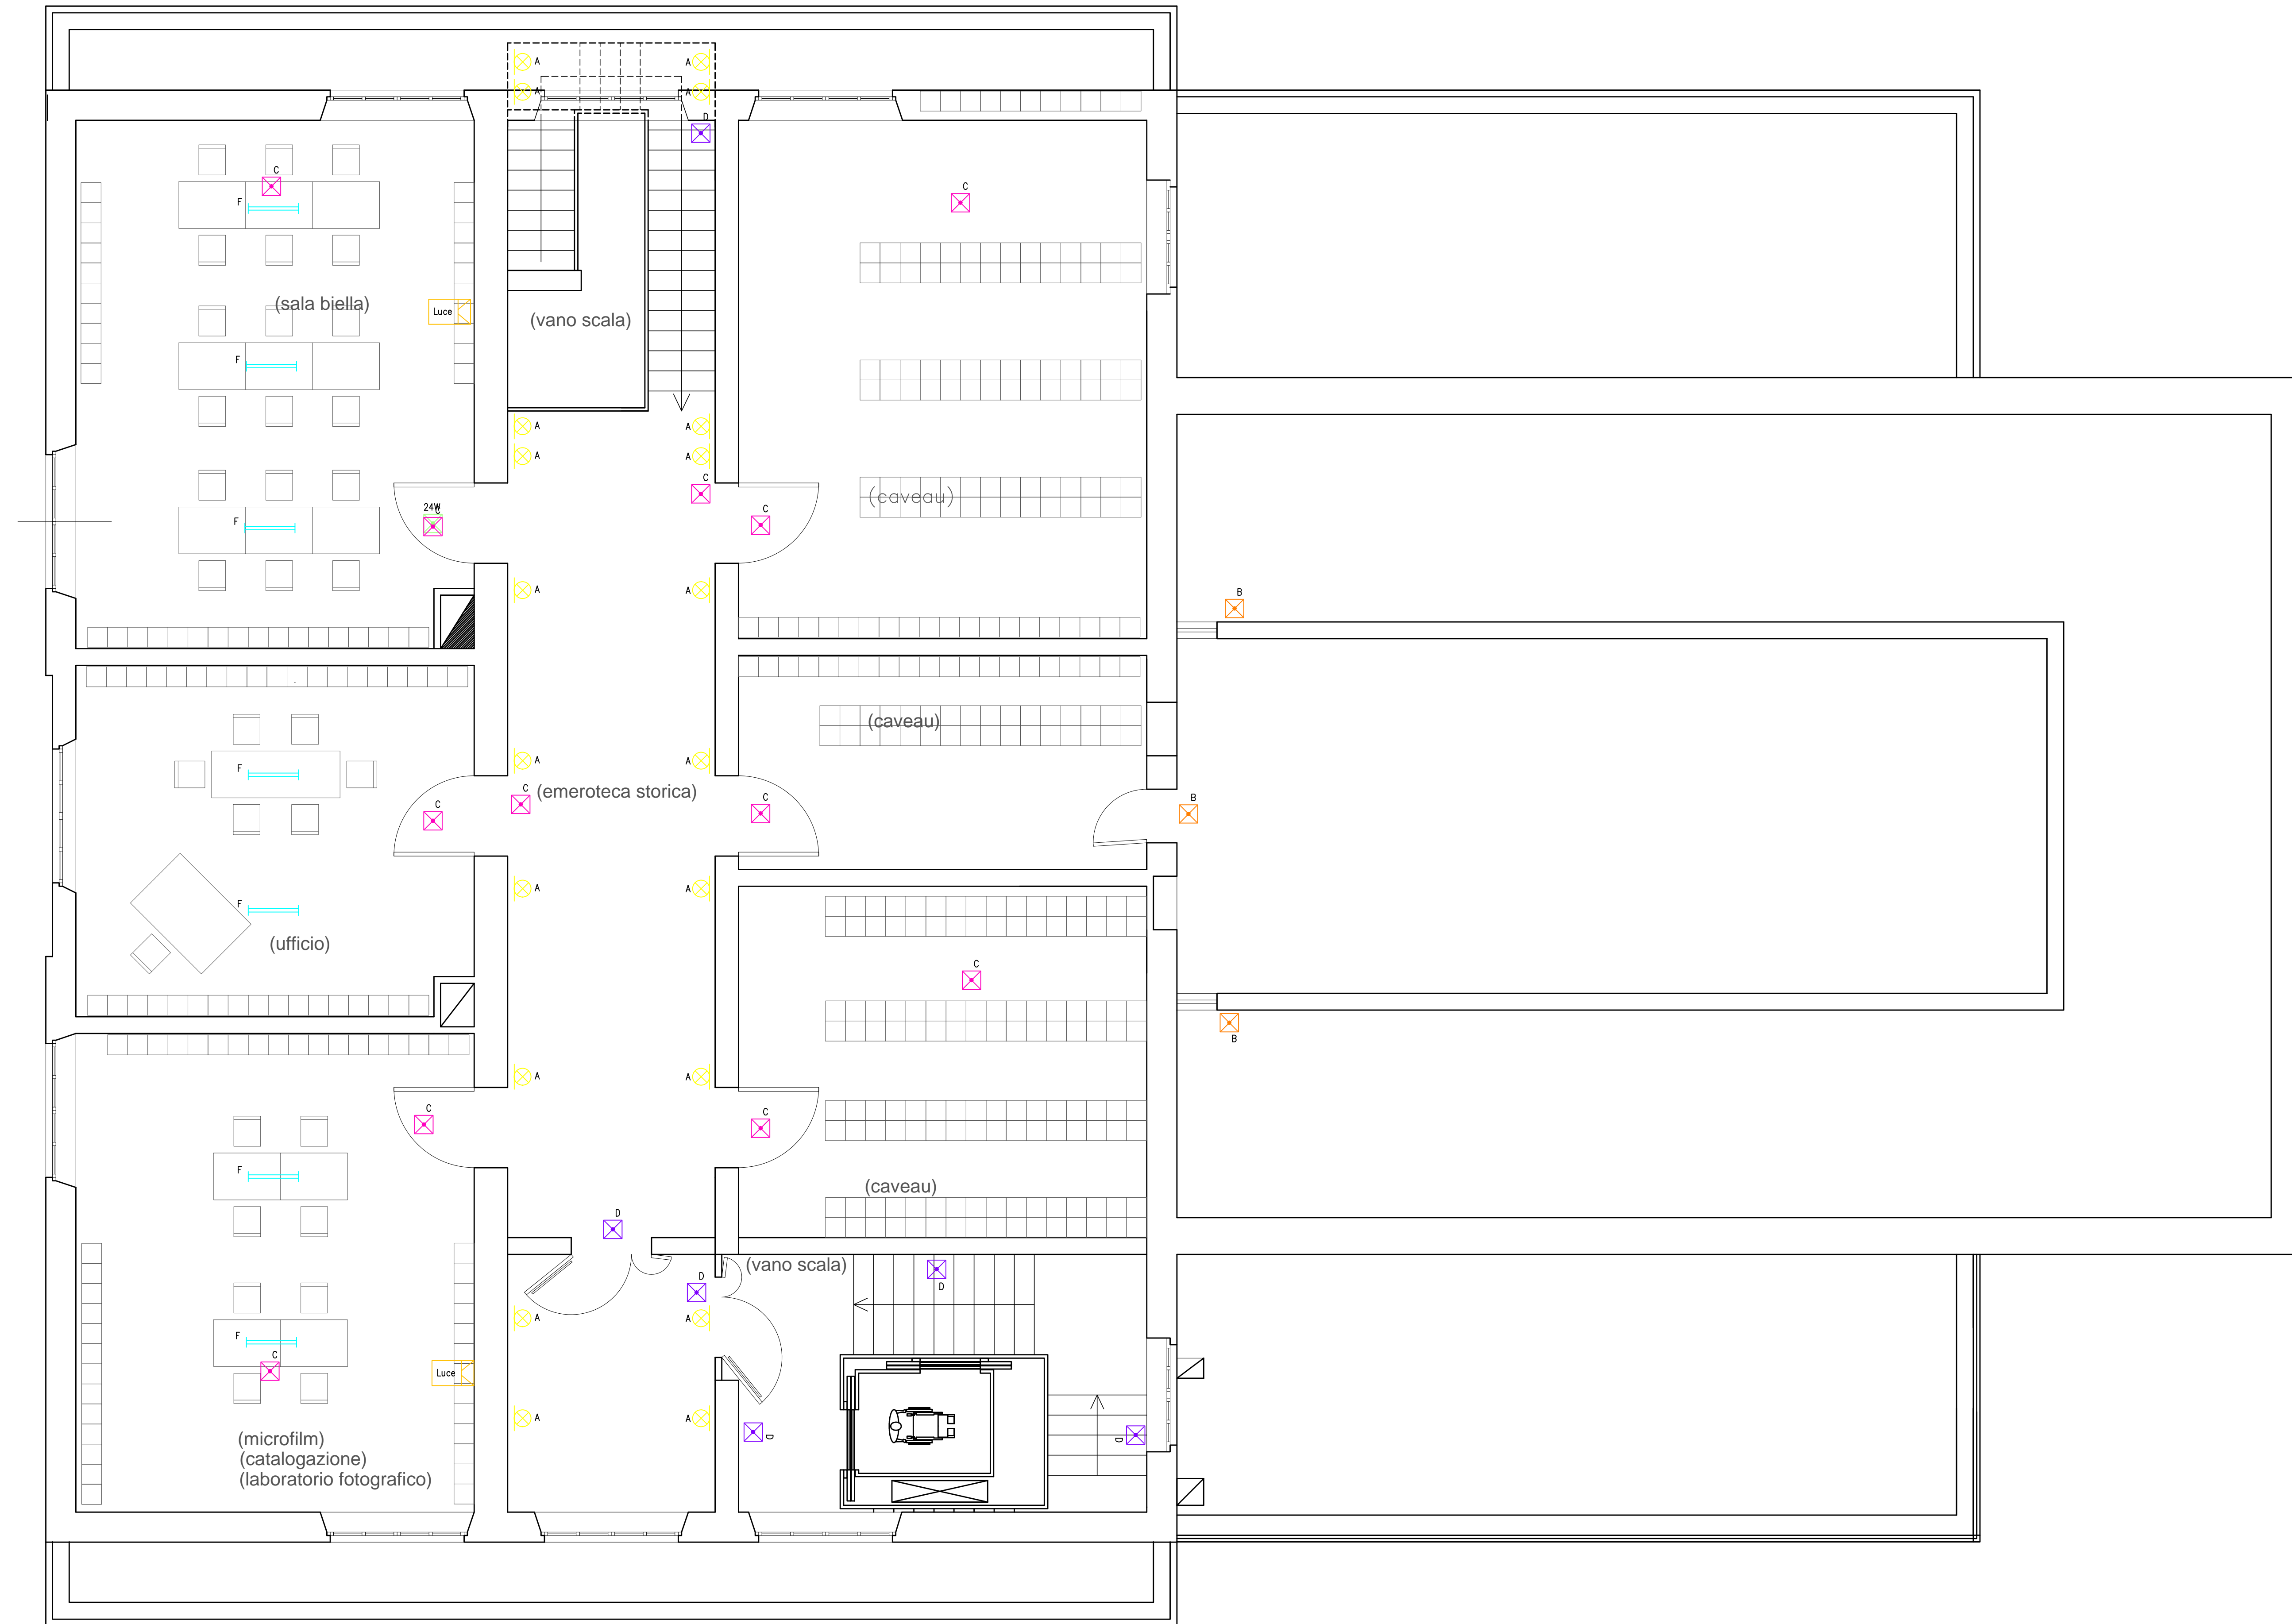 A A
A A
D
C
C
F
(sala biella)
Luce
(vano scala)
F
A A
A A
C
(caveau)
24W
C
C
F
A A
B
(caveau)
A A
F
(emeroteca storica)
C
C
C
B
A A
F
(ufficio)
C
B
A A
C
C
F
(caveau)
D
(vano scala)
D
D
A A
F
C
Luce
A A
D
D
(microfilm)
(catalogazione)
(laboratorio fotografico)